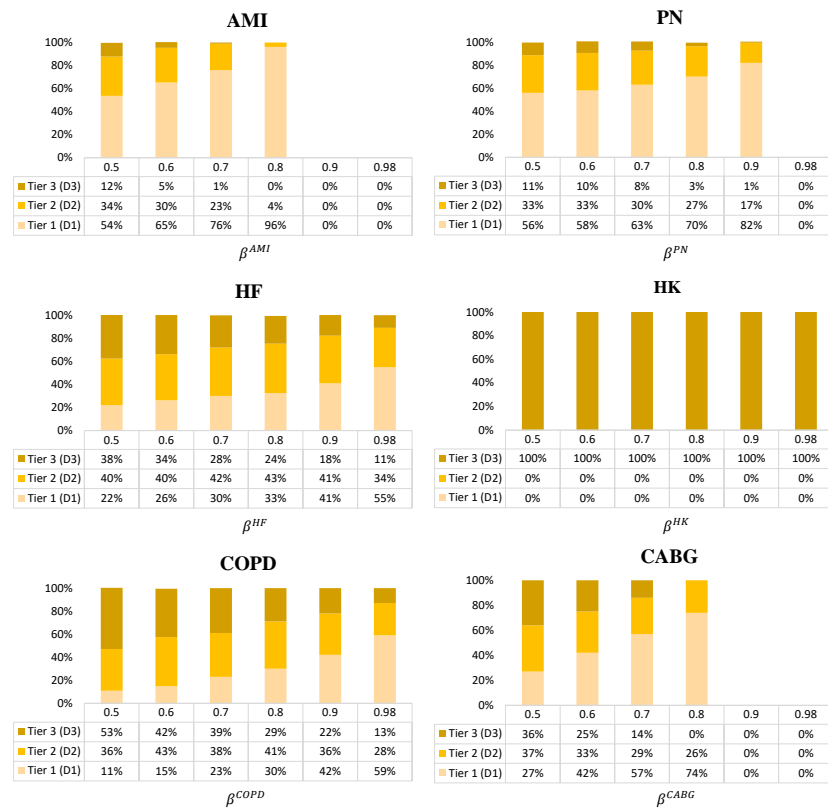 AMI
100%
80%
60%
40%
20%
0%
0.5 0.6 0.7 0.8 0.9 0.98
Tier 3 (D3) 12% 5% 1% 0% 0% 0%
Tier 2 (D2) 34% 30% 23% 4% 0% 0%
Tier 1 (D1) 54% 65% 76% 96% 0% 0%
β^AMI
PN
100%
80%
60%
40%
20%
0%
0.5 0.6 0.7 0.8 0.9 0.98
Tier 3 (D3) 11% 10% 8% 3% 1% 0%
Tier 2 (D2) 33% 33% 30% 27% 17% 0%
Tier 1 (D1) 56% 58% 63% 70% 82% 0%
β^PN
HF
100%
80%
60%
40%
20%
0%
0.5 0.6 0.7 0.8 0.9 0.98
Tier 3 (D3) 38% 34% 28% 24% 18% 11%
Tier 2 (D2) 40% 40% 42% 43% 41% 34%
Tier 1 (D1) 22% 26% 30% 33% 41% 55%
β^HF
HK
100%
80%
60%
40%
20%
0%
0.5 0.6 0.7 0.8 0.9 0.98
Tier 3 (D3) 100% 100% 100% 100% 100% 100%
Tier 2 (D2) 0% 0% 0% 0% 0% 0%
Tier 1 (D1) 0% 0% 0% 0% 0% 0%
β^HK
COPD
100%
80%
60%
40%
20%
0%
0.5 0.6 0.7 0.8 0.9 0.98
Tier 3 (D3) 53% 42% 39% 29% 22% 13%
Tier 2 (D2) 36% 43% 38% 41% 36% 28%
Tier 1 (D1) 11% 15% 23% 30% 42% 59%
β^COPD
CABG
100%
80%
60%
40%
20%
0%
0.5 0.6 0.7 0.8 0.9 0.98
Tier 3 (D3) 36% 25% 14% 0% 0% 0%
Tier 2 (D2) 37% 33% 29% 26% 0% 0%
Tier 1 (D1) 27% 42% 57% 74% 0% 0%
β^CABG